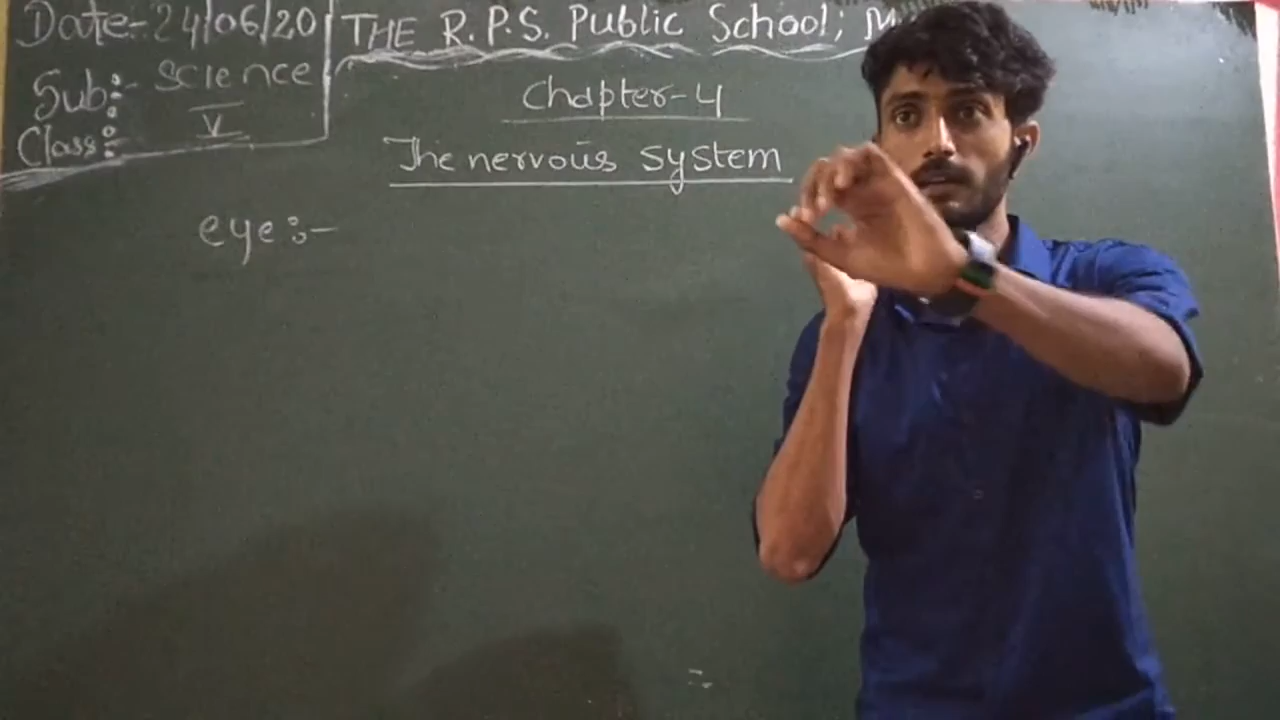 Date:- 24/06/20
THE R.P.S. Public School; M
Sub:- Science
Class:- V
Chapter-4
The nervous system
eye:-